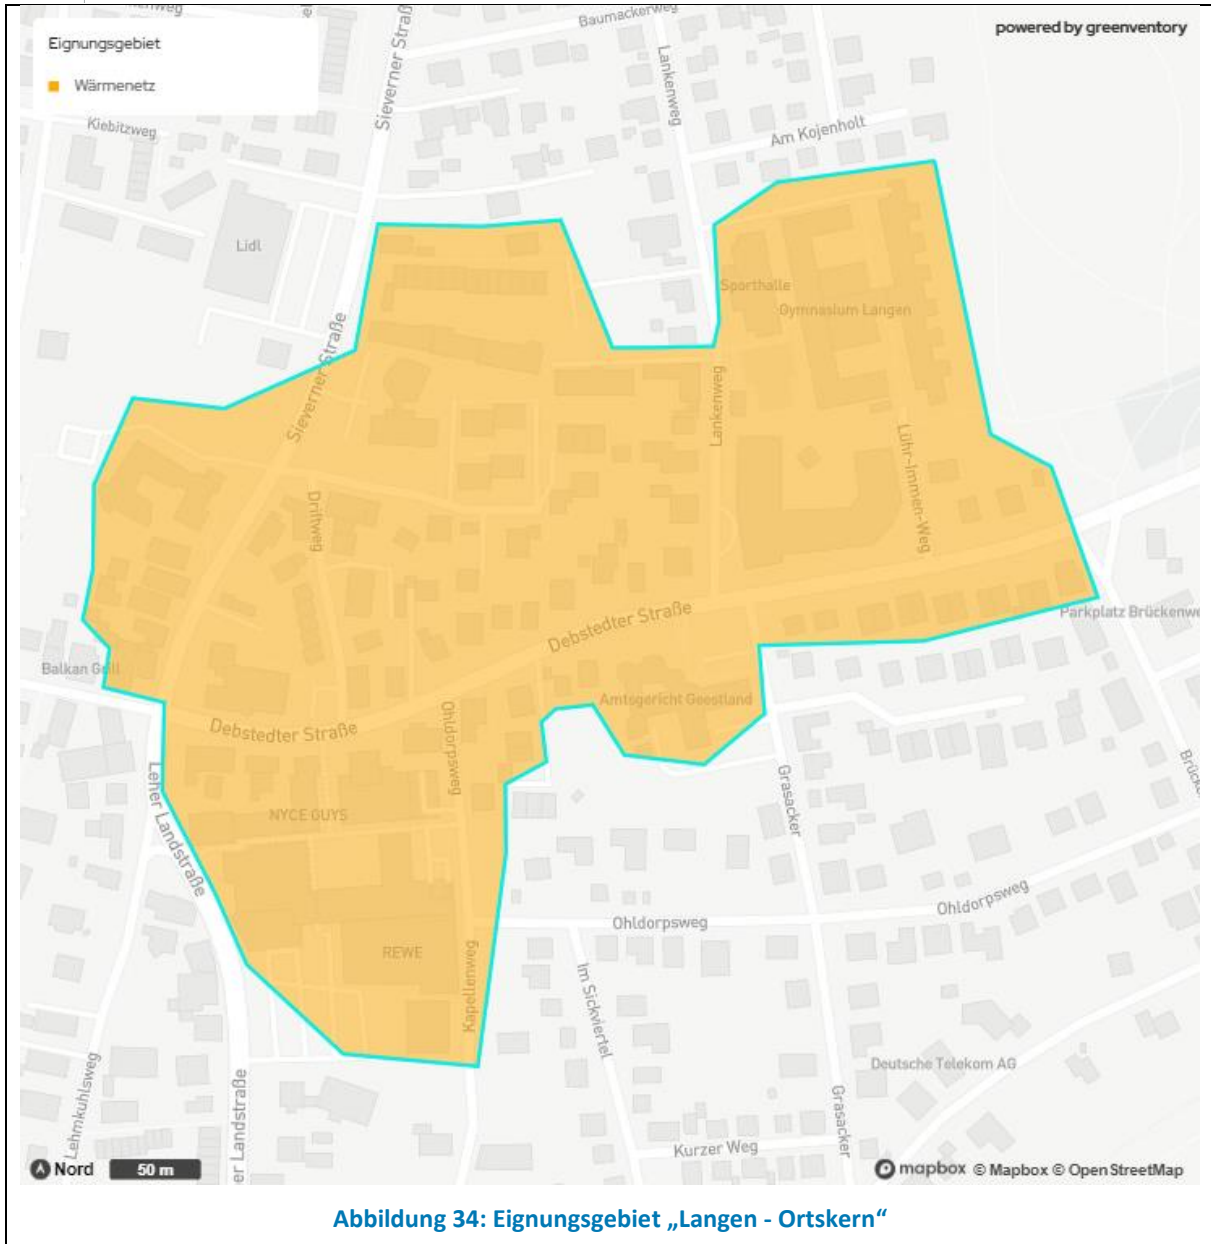 Baumackerweg
powered by greenventory
Eignungsgebiet
Wärmenetz
Sieverner Straß
Lankenweg
Kiebitzweg
Am Kojenholt
Lidl
Sporthalle
Gymnasium Langen
Sieverner Straße
Lankenweg
Lühr-Immen-Weg
Driftweg
Debstedter Straße
Parkplatz Brückenwe
Balkan Grill
Amtsgericht Geestland
Debstedter Straße
Ohldorpsweg
Brücke
Leher Landstraße
Grasacker
NYCE GUYS
Ohldorpsweg
Ohldorpsweg
REWE
Kapellenweg
Im Sickviertel
Deutsche Telekom AG
Lehmkuhlsweg
er Landstraße
Grasacker
Kurzer Weg
Nord
50 m
mapbox © Mapbox © OpenStreetMap
Abbildung 34: Eignungsgebiet „Langen - Ortskern“